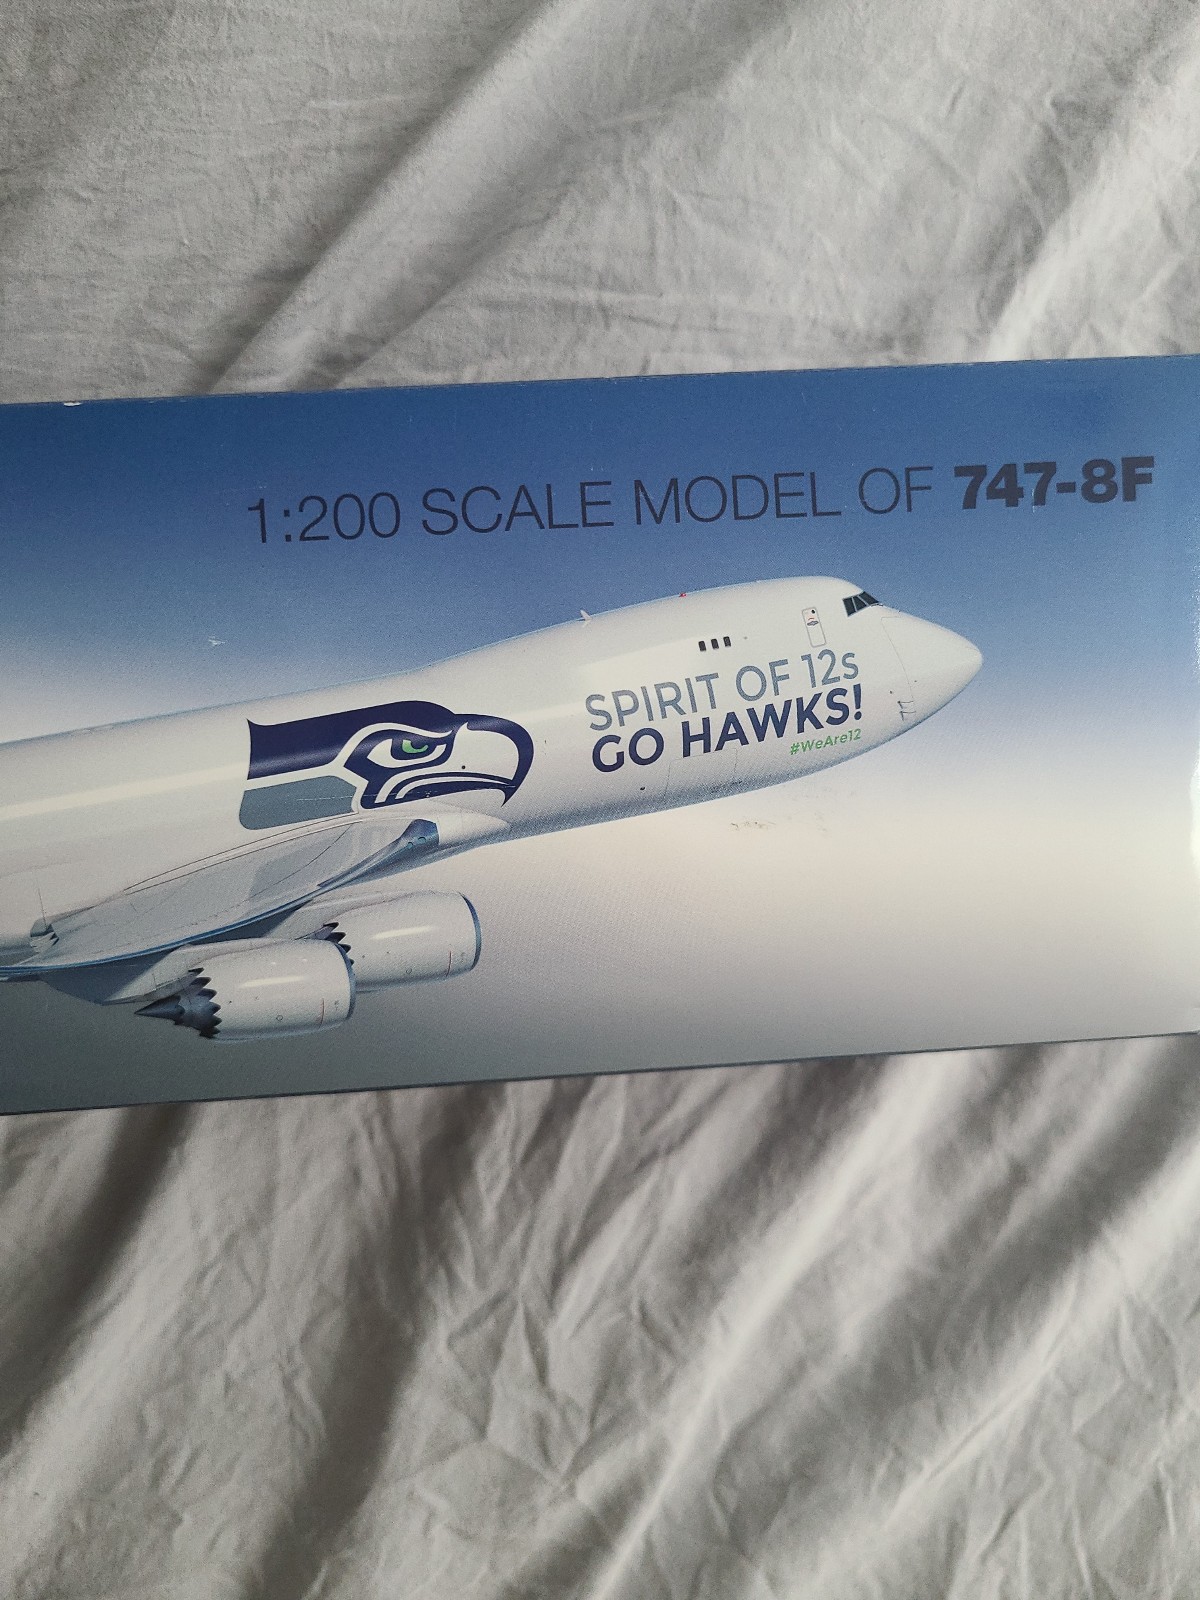 1:200 SCALE MODEL OF 747-8F
SPIRIT OF 12s
GO HAWKS!
#WeAre12